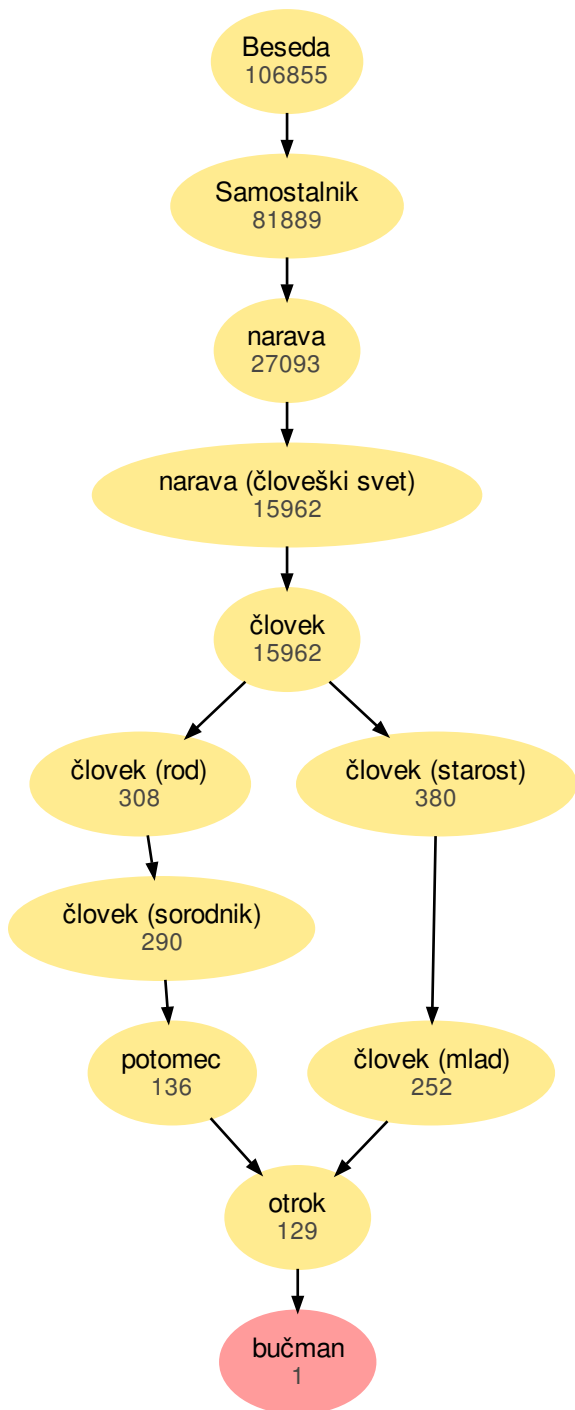 Beseda
106855
Samostalnik
81889
narava
27093
narava (človeški svet)
15962
človek
15962
človek (rod)
308
človek (starost)
380
človek (sorodnik)
290
potomec
136
človek (mlad)
252
otrok
129
bučman
1